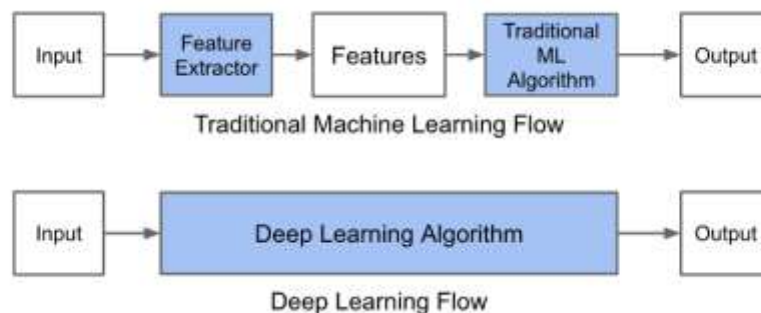 Input
Feature
Extractor
Features
Traditional
ML
Algorithm
Output
Traditional Machine Learning Flow
Input
Deep Learning Algorithm
Output
Deep Learning Flow